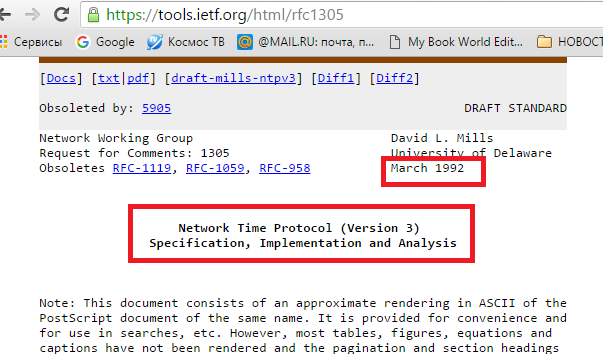 https://tools.ietf.org/html/rfc1305
Сервисы Google Космос ТВ @MAIL.RU: почта, п... My Book World Edit... НОВОСТ
[Docs] [txt|pdf] [draft-mills-ntpv3] [Diff1] [Diff2]
Obsoleted by: 5905 DRAFT STANDARD
Network Working Group David L. Mills
Request for Comments: 1305 University of Delaware
Obsoletes RFC-1119, RFC-1059, RFC-958 March 1992
Network Time Protocol (Version 3)
Specification, Implementation and Analysis
Note: This document consists of an approximate rendering in ASCII of the
PostScript document of the same name. It is provided for convenience and
for use in searches, etc. However, most tables, figures, equations and
captions have not been rendered and the pagination and section headings